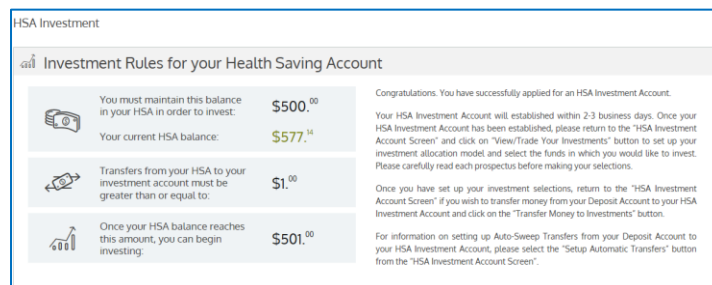 HSA Investment
Investment Rules for your Health Saving Account
You must maintain this balance
in your HSA in order to invest:
$500.00
Your current HSA balance:
$577.14
Transfers from your HSA to your
investment account must be
greater than or equal to:
$1.00
Once your HSA balance reaches
this amount, you can begin
investing:
$501.00
Congratulations. You have successfully applied for an HSA Investment Account.
Your HSA Investment Account will established within 2-3 business days. Once your
HSA Investment Account has been established, please return to the "HSA Investment
Account Screen" and click on "View/Trade Your Investments" button to set up your
investment allocation model and select the funds in which you would like to invest.
Please carefully read each prospectus before making your selections.
Once you have set up your investment selections, return to the "HSA Investment
Account Screen" if you wish to transfer money from your Deposit Account to your HSA
Investment Account and click on the "Transfer Money to Investments" button.
For information on setting up Auto-Sweep Transfers from your Deposit Account to
your HSA Investment Account, please select the "Setup Automatic Transfers" button
from the "HSA Investment Account Screen".